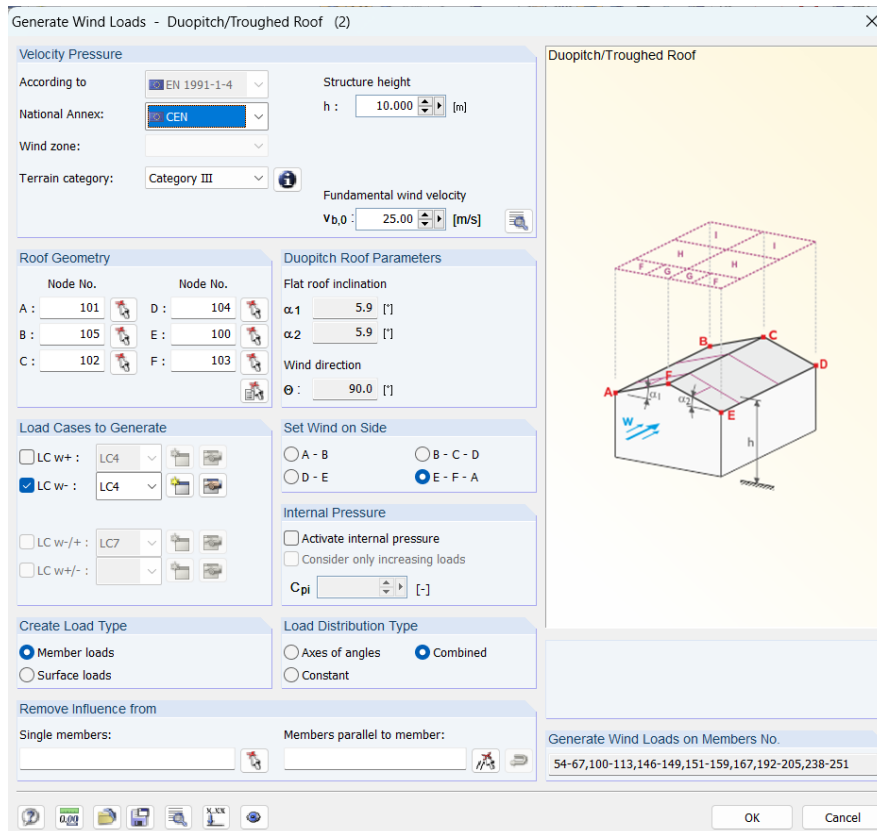 Generate Wind Loads - Duopitch/Troughed Roof (2)
Velocity Pressure
According to
EN 1991-1-4
National Annex:
CEN
Wind zone:
Terrain category:
Category III
Structure height
h : 10.000 [m]
Fundamental wind velocity
vb,0 : 25.00 [m/s]
Roof Geometry
Node No. Node No.
A : 101 D : 104
B : 105 E : 100
C : 102 F : 103
Duopitch Roof Parameters
Flat roof inclination
α1 5.9 [°]
α2 5.9 [°]
Wind direction
Θ : 90.0 [°]
Load Cases to Generate
LC w+ : LC4
LC w- : LC4
LC w-/+ : LC7
LC w+/- :
Set Wind on Side
A - B B - C - D
D - E E - F - A
Internal Pressure
Activate internal pressure
Consider only increasing loads
Cpi [-]
Create Load Type
Member loads
Surface loads
Load Distribution Type
Axes of angles Combined
Constant
Remove Influence from
Single members:
Members parallel to member:
Duopitch/Troughed Roof
I
H I
F G H
G F
B C
A F D
α1 α2
E
W
h
Generate Wind Loads on Members No.
54-67,100-113,146-149,151-159,167,192-205,238-251
0.00 X.XX
OK Cancel